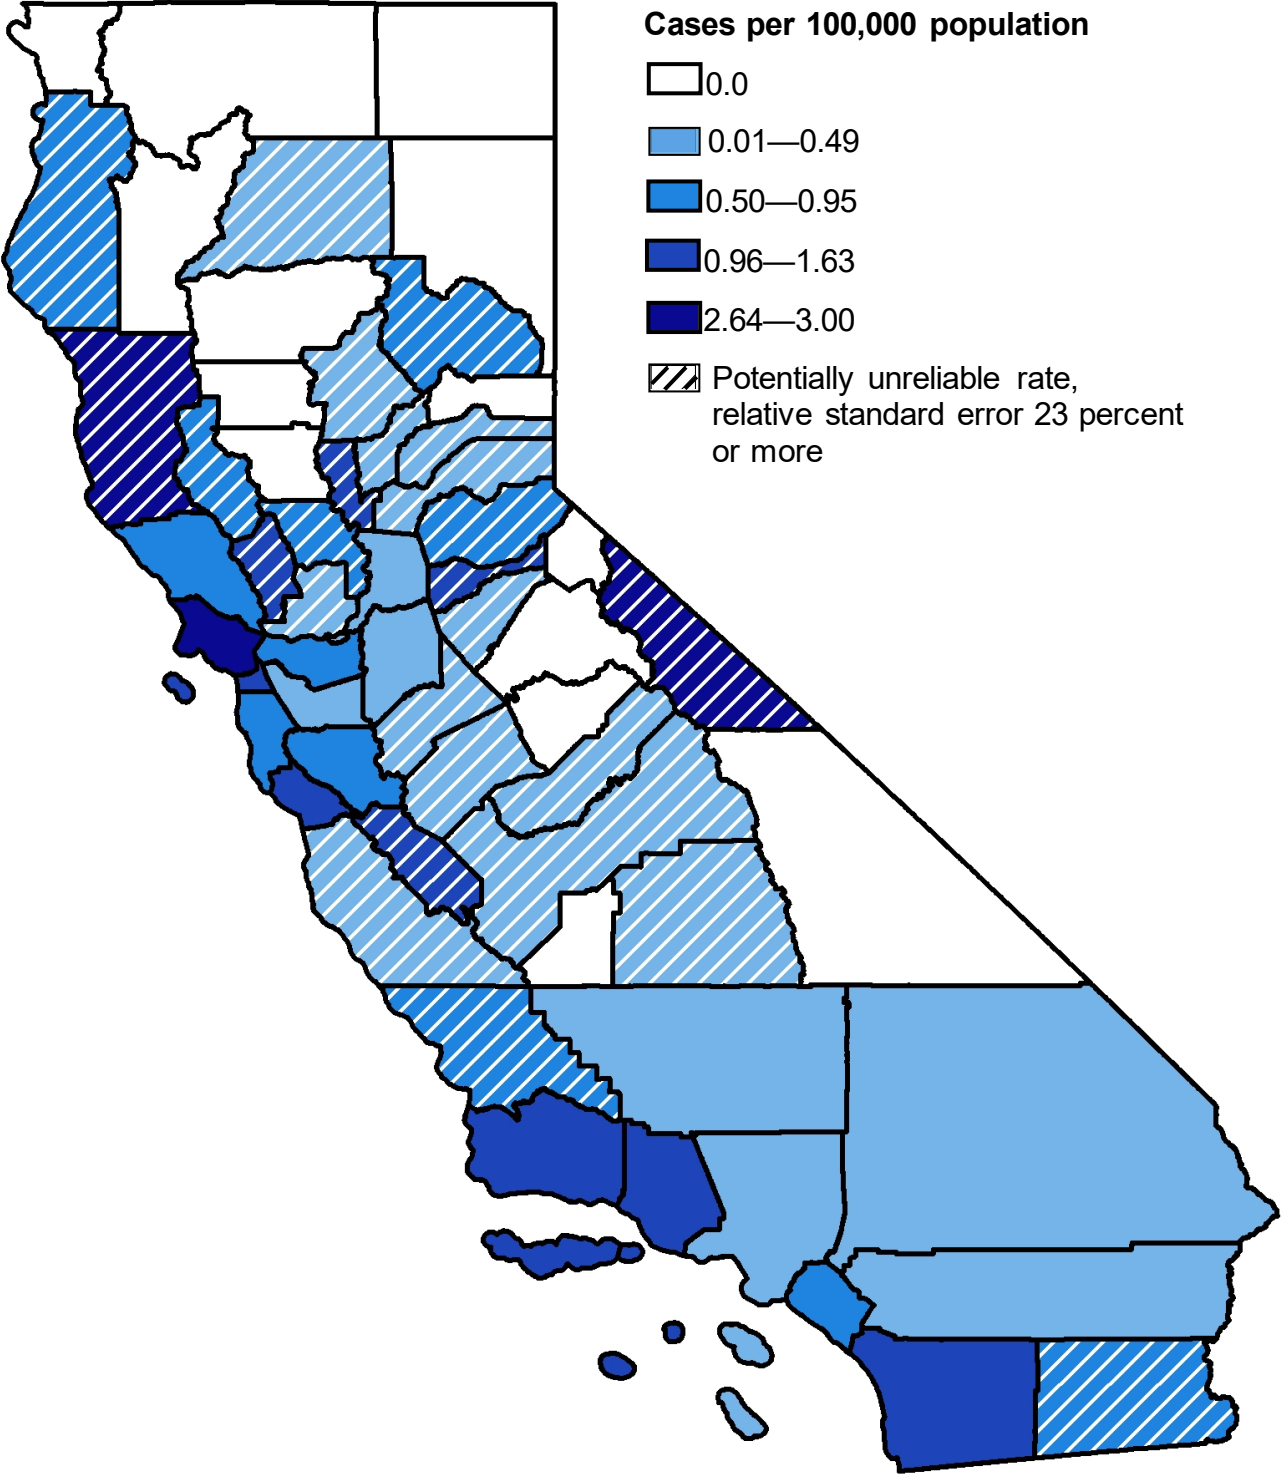 Cases per 100,000 population
0.0
0.01—0.49
0.50—0.95
0.96—1.63
2.64—3.00
Potentially unreliable rate,
relative standard error 23 percent
or more